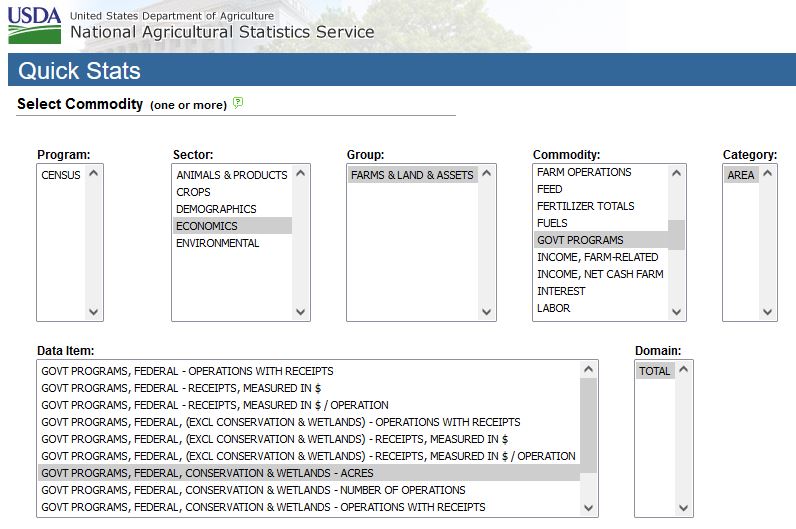 USDA
United States Department of Agriculture
National Agricultural Statistics Service
Quick Stats
Select Commodity (one or more) ?
Program:
CENSUS
Sector:
ANIMALS & PRODUCTS
CROPS
DEMOGRAPHICS
ECONOMICS
ENVIRONMENTAL
Group:
FARMS & LAND & ASSETS
Commodity:
FARM OPERATIONS
FEED
FERTILIZER TOTALS
FUELS
GOVT PROGRAMS
INCOME, FARM-RELATED
INCOME, NET CASH FARM
INTEREST
LABOR
Category:
AREA
Data Item:
GOVT PROGRAMS, FEDERAL - OPERATIONS WITH RECEIPTS
GOVT PROGRAMS, FEDERAL - RECEIPTS, MEASURED IN $
GOVT PROGRAMS, FEDERAL - RECEIPTS, MEASURED IN $ / OPERATION
GOVT PROGRAMS, FEDERAL, (EXCL CONSERVATION & WETLANDS) - OPERATIONS WITH RECEIPTS
GOVT PROGRAMS, FEDERAL, (EXCL CONSERVATION & WETLANDS) - RECEIPTS, MEASURED IN $
GOVT PROGRAMS, FEDERAL, (EXCL CONSERVATION & WETLANDS) - RECEIPTS, MEASURED IN $ / OPERATION
GOVT PROGRAMS, FEDERAL, CONSERVATION & WETLANDS - ACRES
GOVT PROGRAMS, FEDERAL, CONSERVATION & WETLANDS - NUMBER OF OPERATIONS
GOVT PROGRAMS, FEDERAL, CONSERVATION & WETLANDS - OPERATIONS WITH RECEIPTS
Domain:
TOTAL